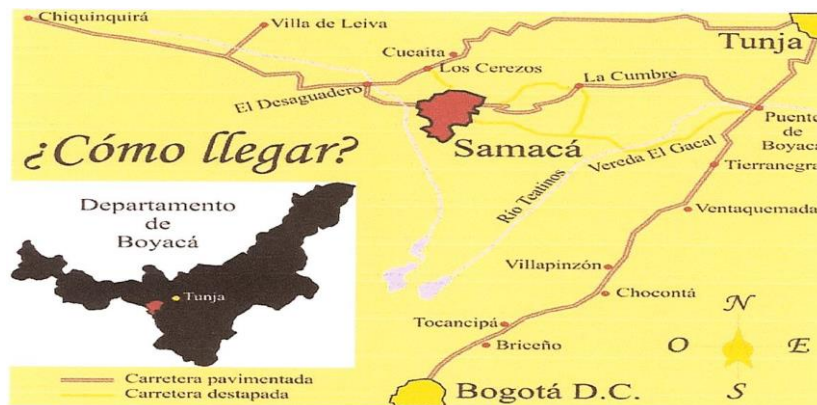 Chiquinquirá
Villa de Leiva
Cucaita
Tunja
Los Cerezos
La Cumbre
El Desaguadero
Puente
de
Boyacá
Samacá
¿Cómo llegar?
Vereda El Gacal
Tierranegra
Río Teatinos
Departamento
de
Boyacá
Ventaquemada
Tunja
Villapinzón
Chocontá
Tocancipá
Briceño
N
O E
S
Carretera pavimentada
Carretera destapada
Bogotá D.C.